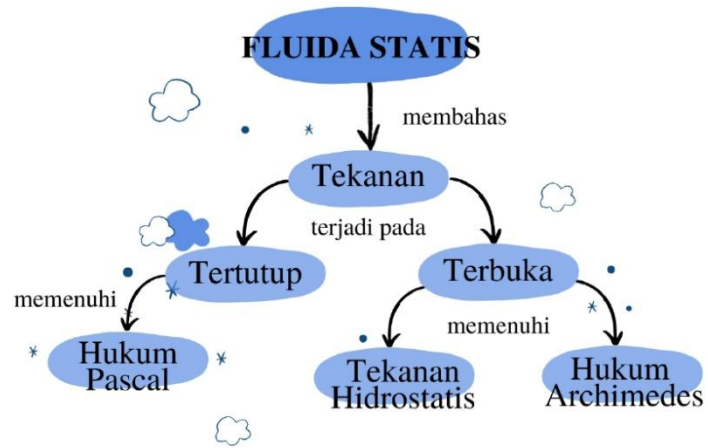 FLUIDA STATIS
membahas
Tekanan
terjadi pada
Tertutup
Terbuka
memenuhi
memenuhi
Hukum
Pascal
Tekanan
Hidrostatis
Hukum
Archimedes